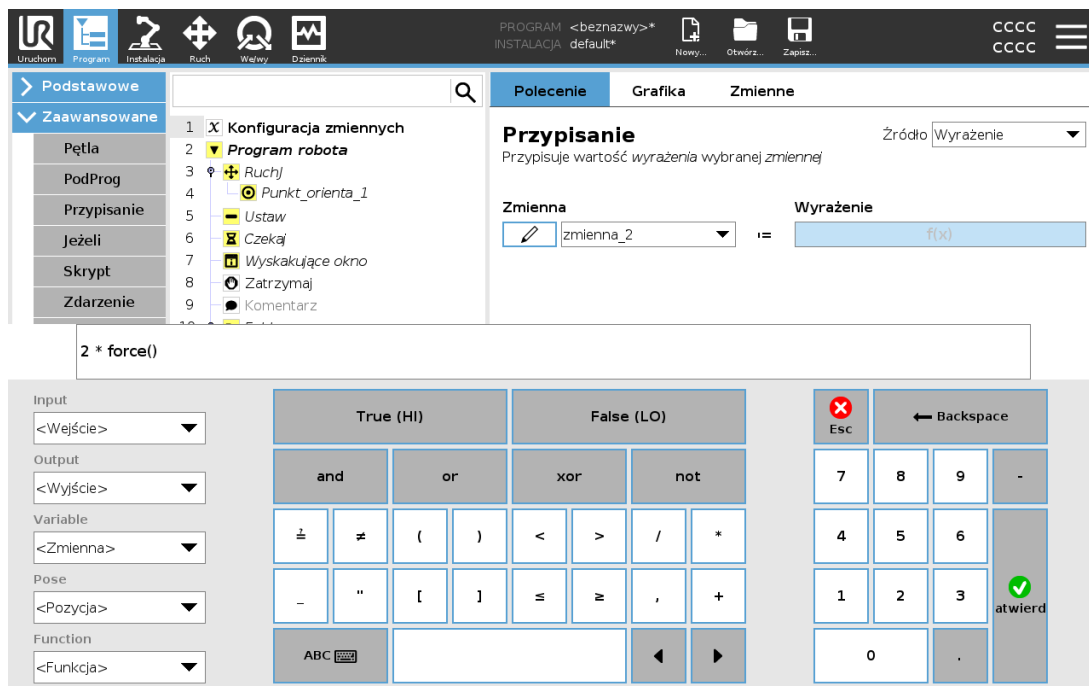 Uruchom Program Instalacja Ruch We/wy Dziennik
PROGRAM <beznazwy>*
INSTALACJA default*
Nowy... Otwórz... Zapisz...
CCCC
CCCC
Podstawowe
Zaawansowane
Pętla
PodProg
Przypisanie
Jeżeli
Skrypt
Zdarzenie
1 X Konfiguracja zmiennych
2 Program robota
3 RuchJ
4 Punkt_orienta_1
5 Ustaw
6 Czekaj
7 Wyskakujące okno
8 Zatrzymaj
9 Komentarz
Polecenie Grafika Zmienne
Przypisanie
Źródło Wyrażenie
Przypisuje wartość wyrażenia wybranej zmiennej
Zmienna Wyrażenie
zmienna_2 := f(x)
2 * force()
Input
<Wejście>
Output
<Wyjście>
Variable
<Zmienna>
Pose
<Pozycja>
Function
<Funkcja>
True (HI) False (LO)
and or xor not
≟ ≠ ( ) < > / *
_ " [ ] ≤ ≥ , +
ABC
Esc Backspace
7 8 9 -
4 5 6
1 2 3 atwierd
0 .